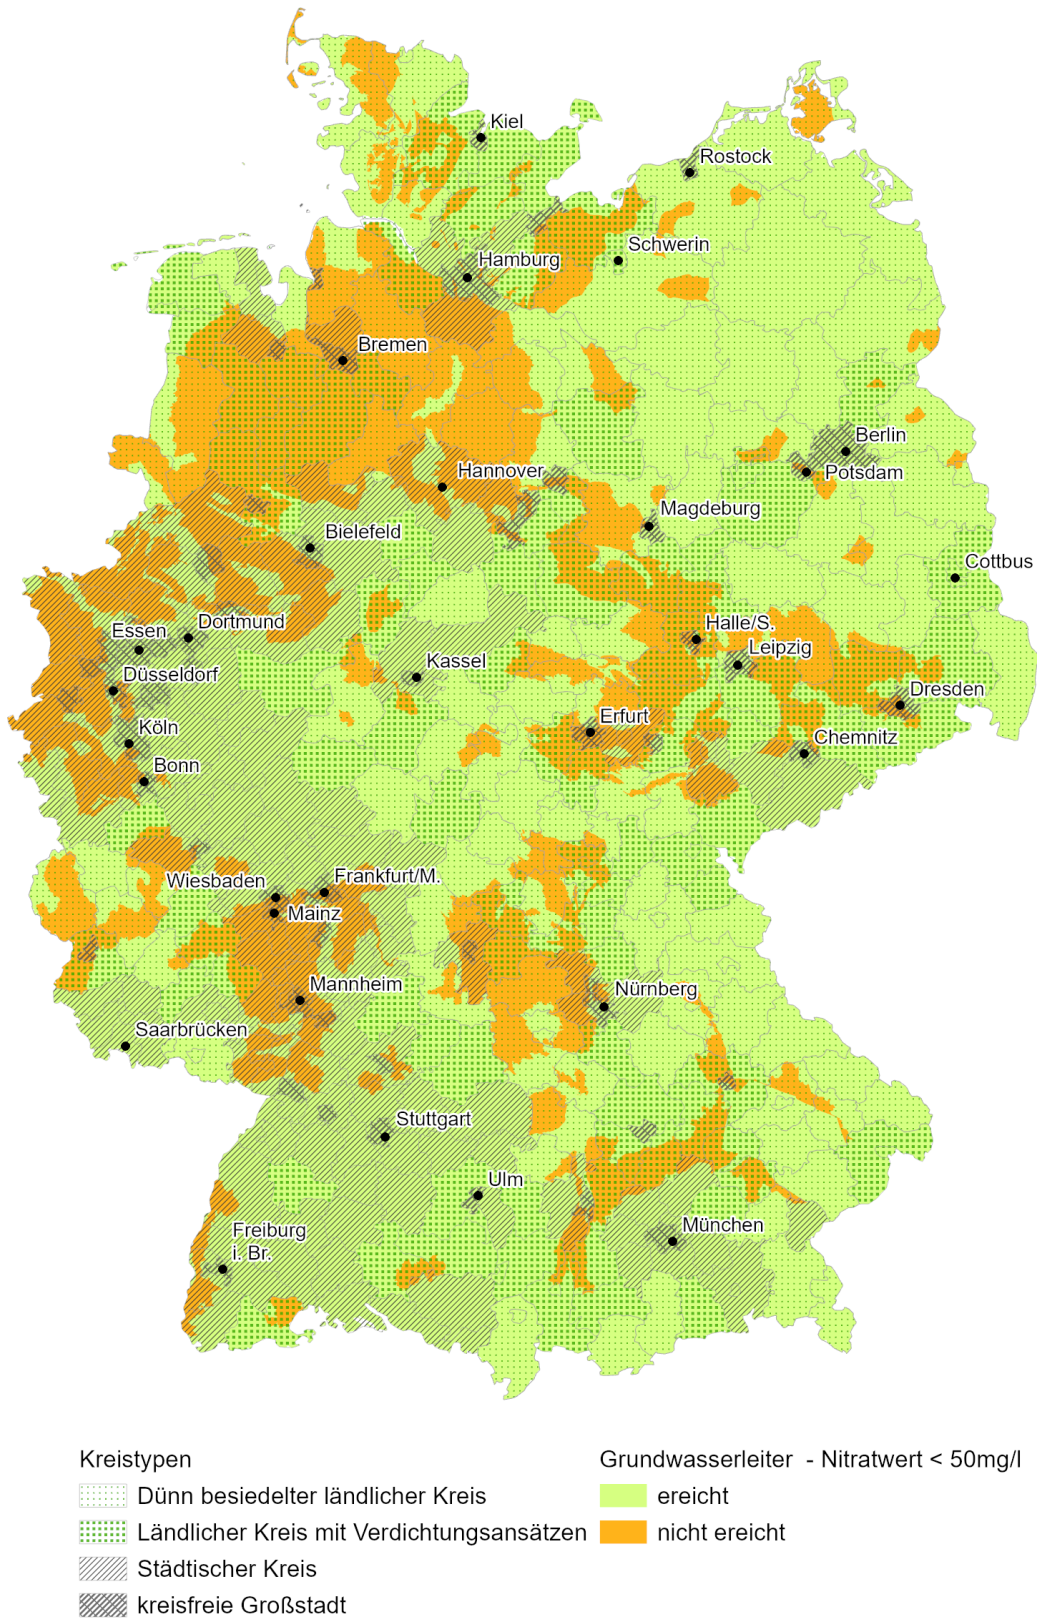 Kiel
Rostock
Schwerin
Hamburg
Bremen
Berlin
Potsdam
Hannover
Magdeburg
Bielefeld
Cottbus
Dortmund
Essen
Halle/S.
Leipzig
Kassel
Düsseldorf
Dresden
Erfurt
Köln
Chemnitz
Bonn
Frankfurt/M.
Wiesbaden
Mainz
Mannheim
Nürnberg
Saarbrücken
Stuttgart
Ulm
München
Freiburg
i. Br.
Kreistypen
Dünn besiedelter ländlicher Kreis
Ländlicher Kreis mit Verdichtungsansätzen
Städtischer Kreis
kreisfreie Großstadt
Grundwasserleiter - Nitratwert < 50mg/l
erreicht
nicht ereicht